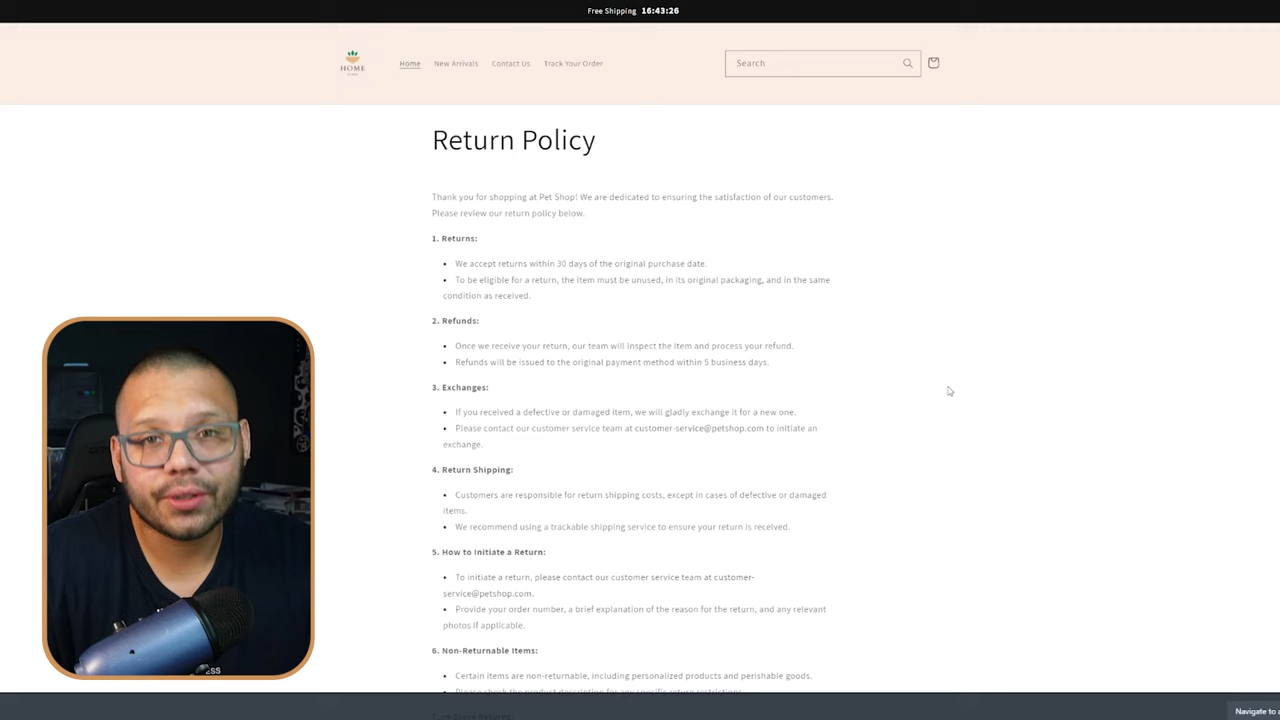 Free Shipping 16:43:26
HOME
Home New Arrivals Contact Us Track Your Order Search
Return Policy
Thank you for shopping at Pet Shop! We are dedicated to ensuring the satisfaction of our customers.
Please review our return policy below.
1. Returns:
• We accept returns within 30 days of the original purchase date.
• To be eligible for a return, the item must be unused, in its original packaging, and in the same
condition as received.
2. Refunds:
• Once we receive your return, our team will inspect the item and process your refund.
• Refunds will be issued to the original payment method within 5 business days.
3. Exchanges:
• If you received a defective or damaged item, we will gladly exchange it for a new one.
• Please contact our customer service team at customer-service@petshop.com to initiate an
exchange.
4. Return Shipping:
• Customers are responsible for return shipping costs, except in cases of defective or damaged
items.
• We recommend using a trackable shipping service to ensure your return is received.
5. How to Initiate a Return:
• To initiate a return, please contact our customer service team at customer-
service@petshop.com.
• Provide your order number, a brief explanation of the reason for the return, and any relevant
photos if applicable.
6. Non-Returnable Items:
• Certain items are non-returnable, including personalized products and perishable goods.
• Please check the product description for any specific return restrictions.
Navigate to